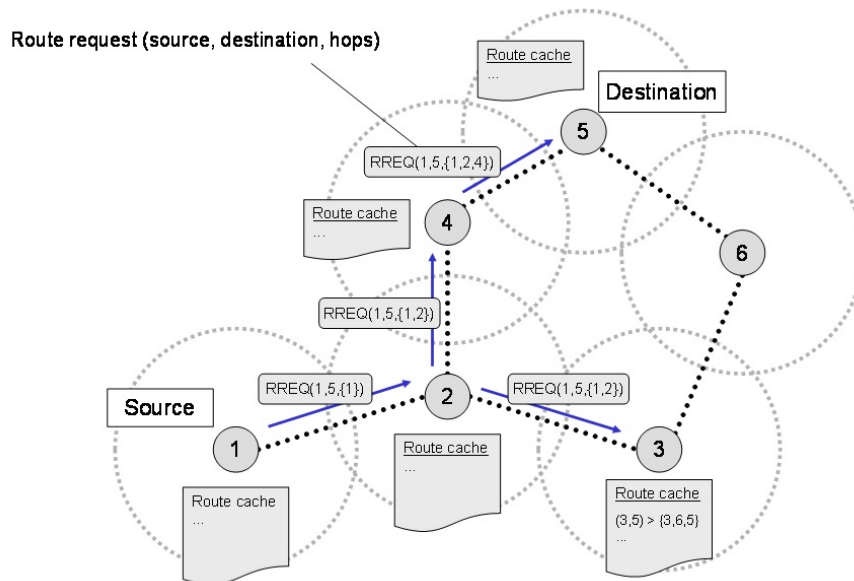 Route request (source, destination, hops)
Route cache
...
Destination
5
RREQ(1,5,{1,2,4})
Route cache
...
4
6
RREQ(1,5,{1,2})
RREQ(1,5,{1})
RREQ(1,5,{1,2})
Source
2
1
3
Route cache
...
Route cache
...
Route cache
(3,5) > {3,6,5}
...